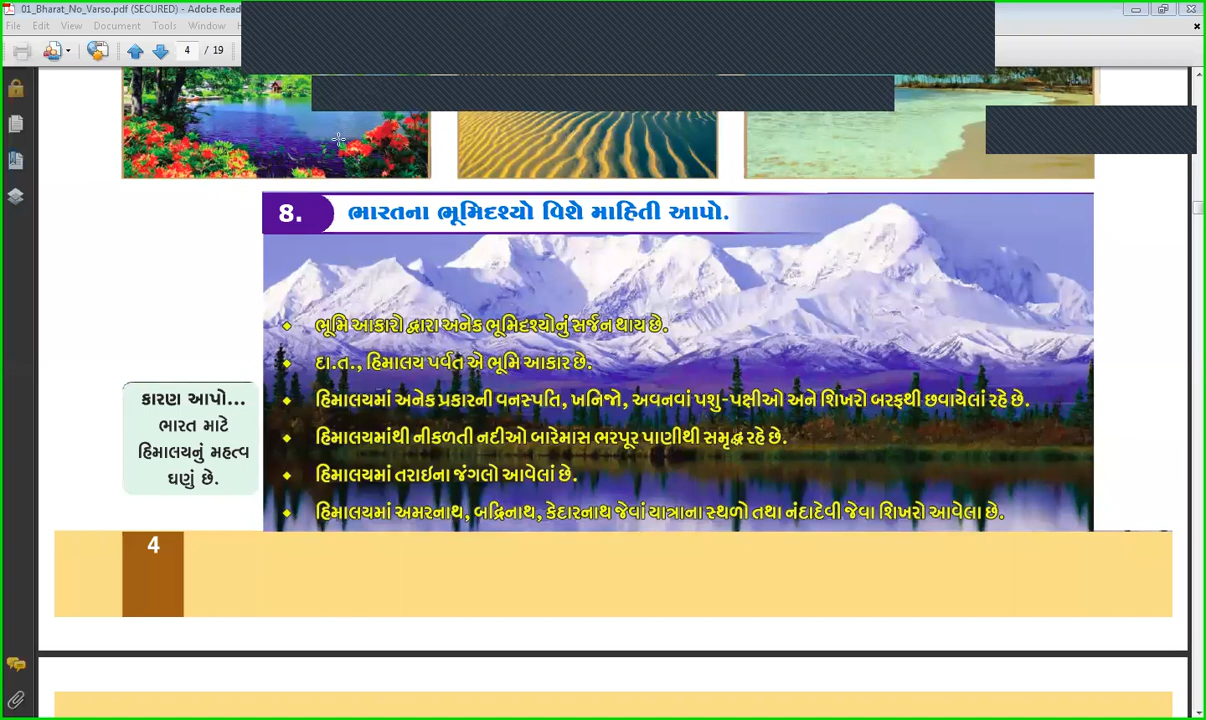 01_Bharat_No_Varso.pdf (SECURED) - Adobe Read
File Edit View Document Tools Window
4 / 19
8. ભારતના ભૂમિદશ્યો વિશે માહિતી આપો.
ભૂમિ આકારો દ્વારા અનેક ભૂમિદશ્યોનું સર્જન થાય છે.
દા.ત., હિમાલય પર્વત એ ભૂમિ આકાર છે.
હિમાલયમાં અનેક પ્રકારની વનસ્પતિ, ખનિજો, અવનવાં પશુ-પક્ષીઓ અને શિખરો બરફથી છવાયેલાં રહે છે.
હિમાલયમાંથી નીકળતી નદીઓ બારેમાસ ભરપૂર પાણીથી સમૃદ્ધ રહે છે.
હિમાલયમાં તરાઇના જંગલો આવેલાં છે.
હિમાલયમાં અમરનાથ, બદ્રિનાથ, કેદારનાથ જેવાં યાત્રાના સ્થળો તથા નંદાદેવી જેવા શિખરો આવેલા છે.
કારણ આપો...
ભારત માટે
હિમાલયનું મહત્વ
ઘણું છે.
4